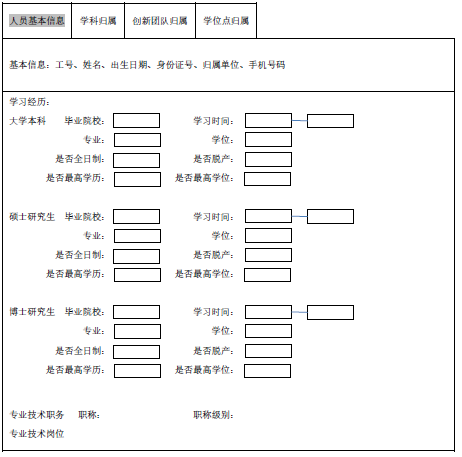 人员基本信息 学科归属 创新团队归属 学位点归属
基本信息：工号、姓名、出生日期、身份证号、归属单位、手机号码
学习经历：
大学本科 毕业院校： 学习时间：
专业： 学位：
是否全日制： 是否脱产：
是否最高学历： 是否最高学位：
硕士研究生 毕业院校： 学习时间：
专业： 学位：
是否全日制： 是否脱产：
是否最高学历： 是否最高学位：
博士研究生 毕业院校： 学习时间：
专业： 学位：
是否全日制： 是否脱产：
是否最高学历： 是否最高学位：
专业技术职务 职称： 职称级别：
专业技术岗位